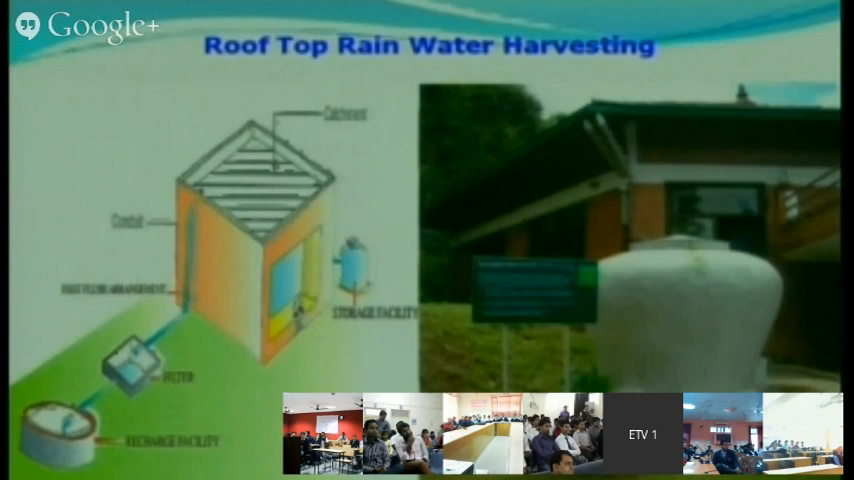 Google+
Roof Top Rain Water Harvesting
Catchment
Conduit
FIRST FLUSH ARRANGEMENT
STORAGE FACILITY
FILTER
RECHARGE FACILITY
ETV 1